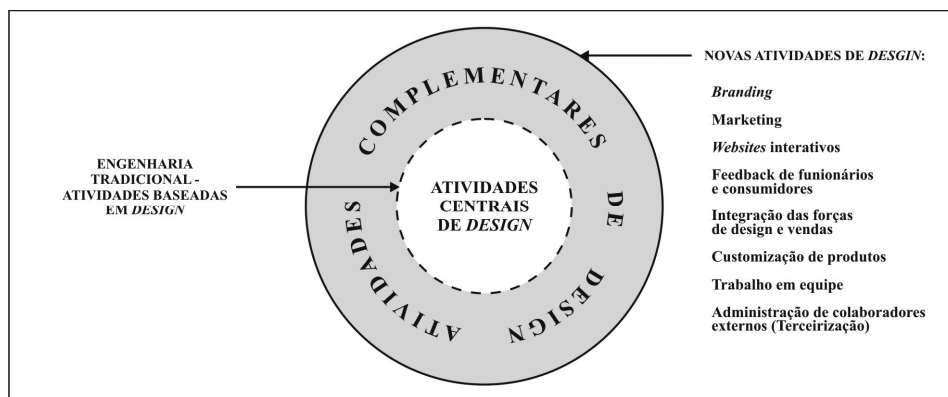 ENGENHARIA
TRADICIONAL -
ATIVIDADES BASEADAS
EM DESIGN
ATIVIDADES COMPLEMENTARES DE DESIGN
ATIVIDADES
CENTRAIS
DE DESIGN
NOVAS ATIVIDADES DE DESGIN:
Branding
Marketing
Websites interativos
Feedback de funionários
e consumidores
Integração das forças
de design e vendas
Customização de produtos
Trabalho em equipe
Administração de colaboradores
externos (Terceirização)